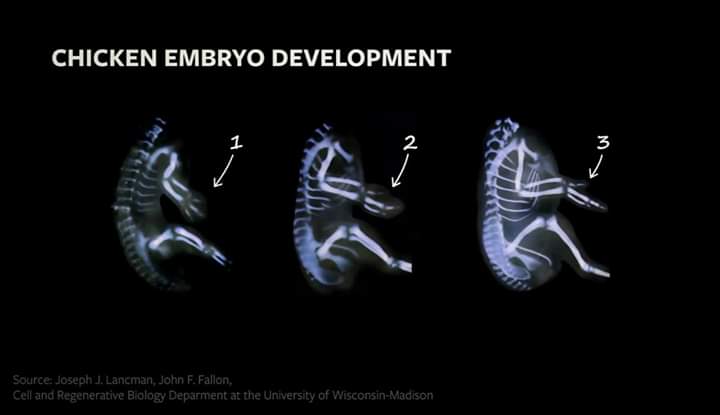 CHICKEN EMBRYO DEVELOPMENT
1
2
3
Source: Joseph J. Lancman, John F. Fallon,
Cell and Regenerative Biology Deparment at the University of Wisconsin-Madison